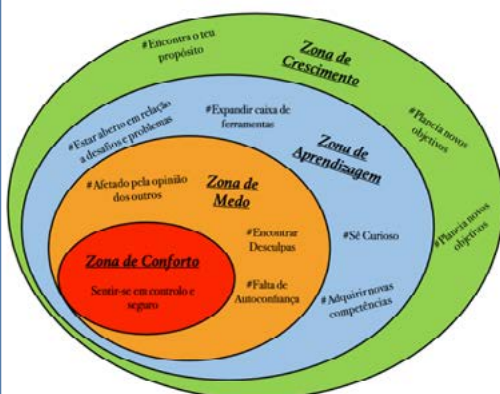 #Encontra o teu
propósito
Zona de
Crescimento
#Planeia novos
objetivos
#Planeia novos
objetivos
#Estar aberto em relação
a desafios e problemas
#Expandir caixa de
ferramentas
Zona de
Aprendizagem
#Sê Curioso
#Adquirir novas
competências
#Afetado pela opinião
dos outros
Zona de
Medo
#Encontrar
Desculpas
#Falta de
Autoconfiança
Zona de Conforto
Sentir-se em controlo e
seguro